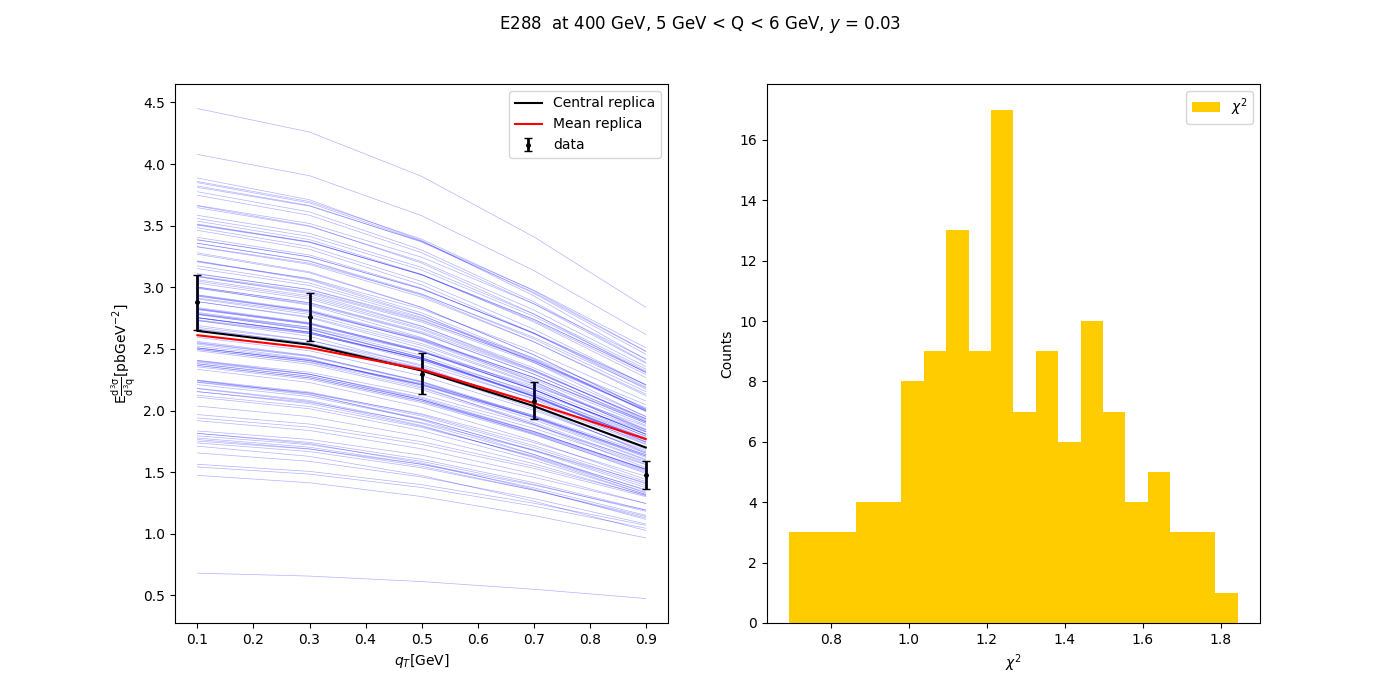 E288  at 400 GeV, 5 GeV < Q < 6 GeV, y = 0.03
4.5
4.0
3.5
3.0
2.5
2.0
1.5
1.0
0.5
E d³σ/d³q [pbGeV⁻²]
Central replica
Mean replica
data
0.1 0.2 0.3 0.4 0.5 0.6 0.7 0.8 0.9
q_T[GeV]
16
14
12
10
8
6
4
2
0
Counts
χ²
0.8 1.0 1.2 1.4 1.6 1.8
χ²